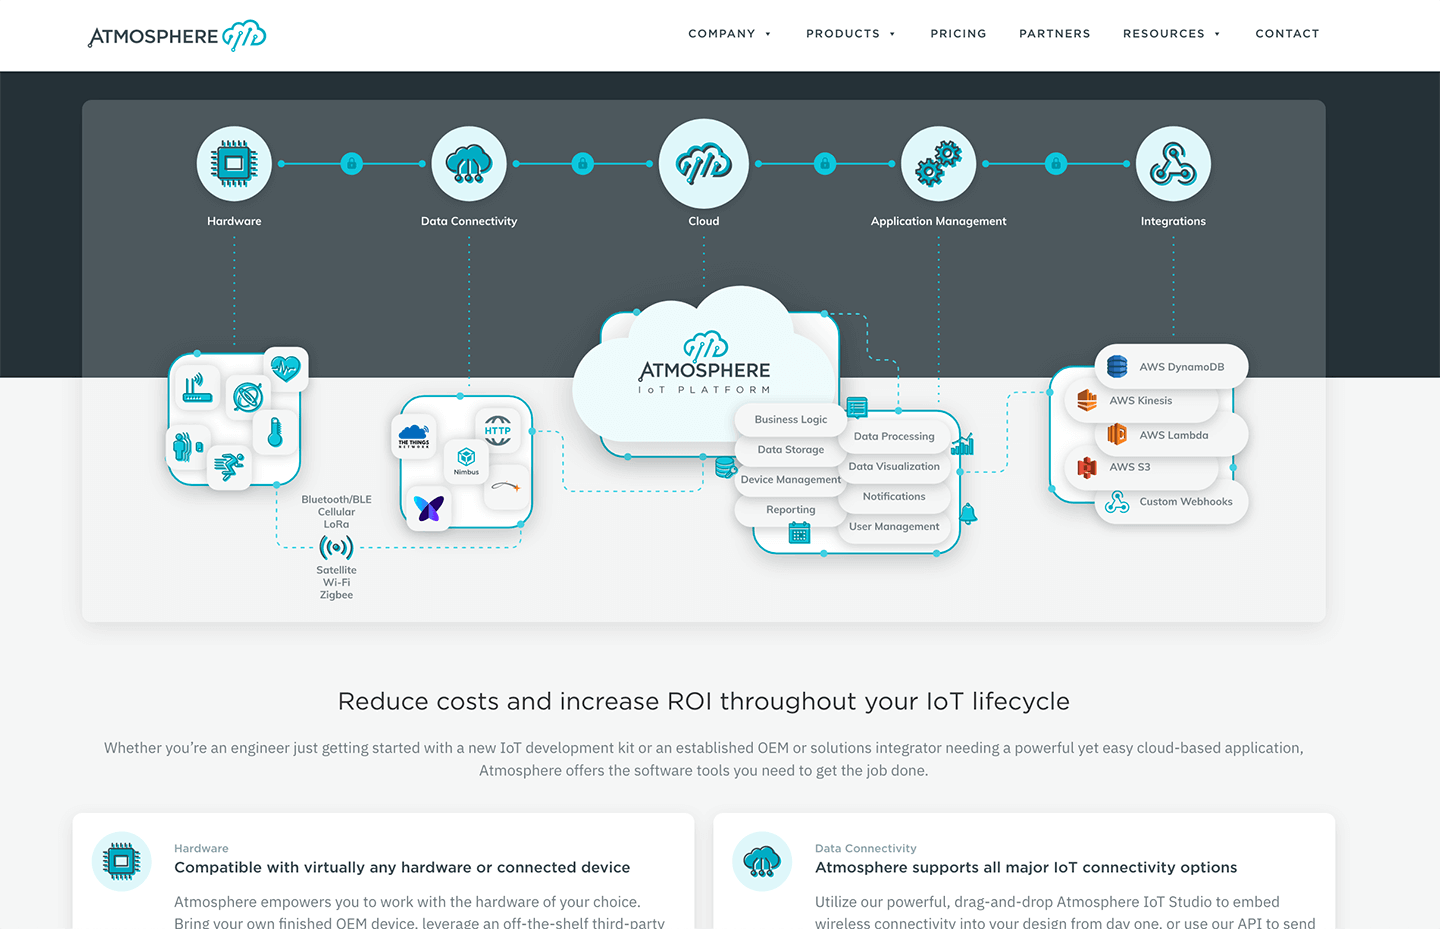 ATMOSPHERE
COMPANY
PRODUCTS
PRICING
PARTNERS
RESOURCES
CONTACT
Hardware
Data Connectivity
Cloud
Application Management
Integrations
Bluetooth/BLE
Cellular
LoRa
Satellite
Wi-Fi
Zigbee
THE THINGS
NETWORK
HTTP
Nimbus
ATMOSPHERE
IoT PLATFORM
Business Logic
Data Storage
Device Management
Reporting
Data Processing
Data Visualization
Notifications
User Management
AWS DynamoDB
AWS Kinesis
AWS Lambda
AWS S3
Custom Webhooks
Reduce costs and increase ROI throughout your IoT lifecycle
Whether you’re an engineer just getting started with a new IoT development kit or an established OEM or solutions integrator needing a powerful yet easy cloud-based application,
Atmosphere offers the software tools you need to get the job done.
Hardware
Compatible with virtually any hardware or connected device
Atmosphere empowers you to work with the hardware of your choice.
Bring your own finished OEM device, leverage an off-the-shelf third-party
Data Connectivity
Atmosphere supports all major IoT connectivity options
Utilize our powerful, drag-and-drop Atmosphere IoT Studio to embed
wireless connectivity into your design from day one, or use our API to send